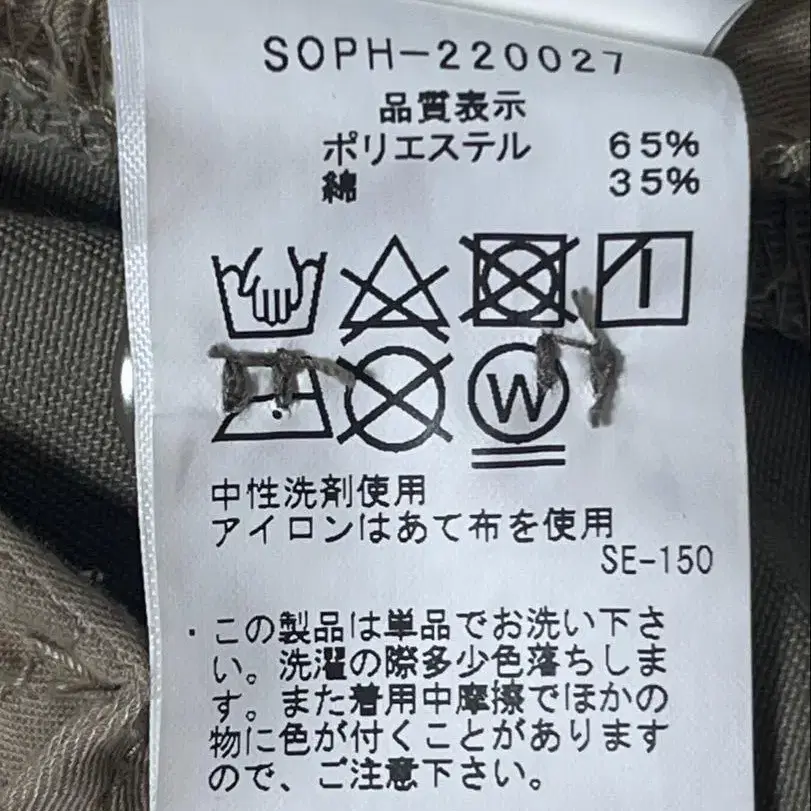 SOPH-220027
品質表示
ポリエステル 65%
綿 35%
W
中性洗剤使用
アイロンはあて布を使用
SE-150
・この製品は単品でお洗い下さ
い。洗濯の際多少色落ちしま
す。また着用中摩擦でほかの
物に色が付くことがあります
ので、ご注意下さい。